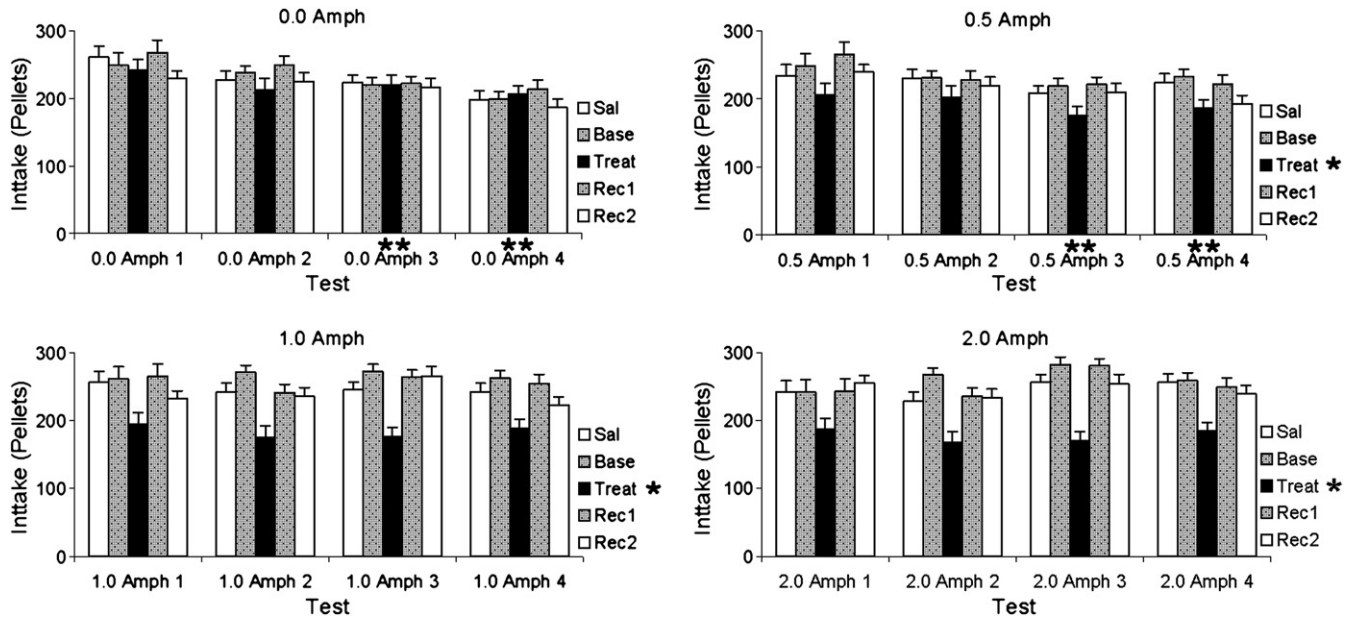 0.0 Amph
Inttake (Pellets)
300
200
100
0
0.0 Amph 1
0.0 Amph 2
0.0 Amph 3
0.0 Amph 4
**
**
Test
Sal
Base
Treat
Rec1
Rec2
0.5 Amph
Inttake (Pellets)
300
200
100
0
0.5 Amph 1
0.5 Amph 2
0.5 Amph 3
0.5 Amph 4
**
**
Test
Sal
Base
Treat *
Rec1
Rec2
1.0 Amph
Inttake (Pellets)
300
200
100
0
1.0 Amph 1
1.0 Amph 2
1.0 Amph 3
1.0 Amph 4
Test
Sal
Base
Treat *
Rec1
Rec2
2.0 Amph
Inttake (Pellets)
300
200
100
0
2.0 Amph 1
2.0 Amph 2
2.0 Amph 3
2.0 Amph 4
Test
Sal
Base
Treat *
Rec1
Rec2